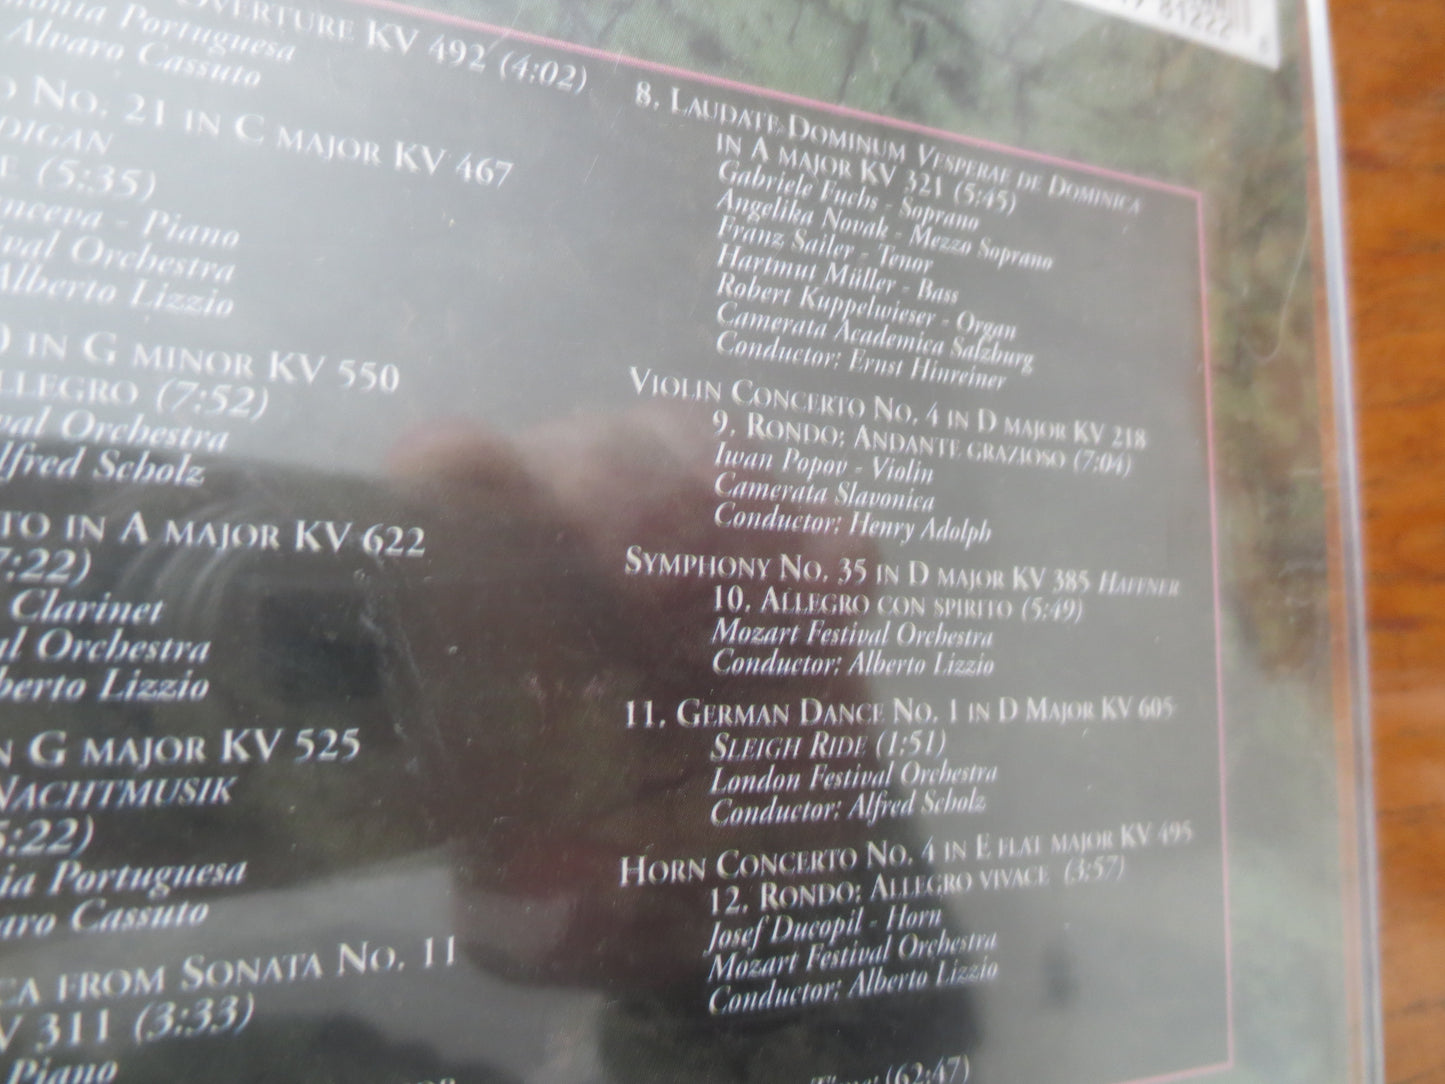 OVERTURE KV 492 (4:02)
Portuguesa
Alvaro Cassuto
NO. 21 IN C MAJOR KV 467
(5:35)
- Piano
Orchestra
Alberto Lizzio
IN G MINOR KV 550
(7:52)
Orchestra
Scholz
IN A MAJOR KV 622
Clarinet
Orchestra
Lizzio
G MAJOR KV 525
NACHTMUSIK
Portuguesa
Cassuto
FROM SONATA NO. 11
311 (3:33)
Piano
81222
8. LAUDATE DOMINUM VESPERAE DE DOMINICA
IN A MAJOR KV 321 (5:45)
Gabriele Fuchs - Soprano
Angelika Novak - Mezzo Soprano
Franz Sailer - Tenor
Hartmut Müller - Bass
Robert Kuppelwieser - Organ
Camerata Academica Salzburg
Conductor: Ernst Hinreiner
VIOLIN CONCERTO NO. 4 IN D MAJOR KV 218
9. RONDO; ANDANTE GRAZIOSO (7:04)
Iwan Popov - Violin
Camerata Slavonica
Conductor: Henry Adolph
SYMPHONY NO. 35 IN D MAJOR KV 385 HAFFNER
10. ALLEGRO CON SPIRITO (5:49)
Mozart Festival Orchestra
Conductor: Alberto Lizzio
11. GERMAN DANCE NO. 1 IN D MAJOR KV 605
SLEIGH RIDE (1:51)
London Festival Orchestra
Conductor: Alfred Scholz
HORN CONCERTO NO. 4 IN E FLAT MAJOR KV 495
12. RONDO; ALLEGRO VIVACE (3:57)
Josef Ducopil - Horn
Mozart Festival Orchestra
Conductor: Alberto Lizzio
Time: (62:47)